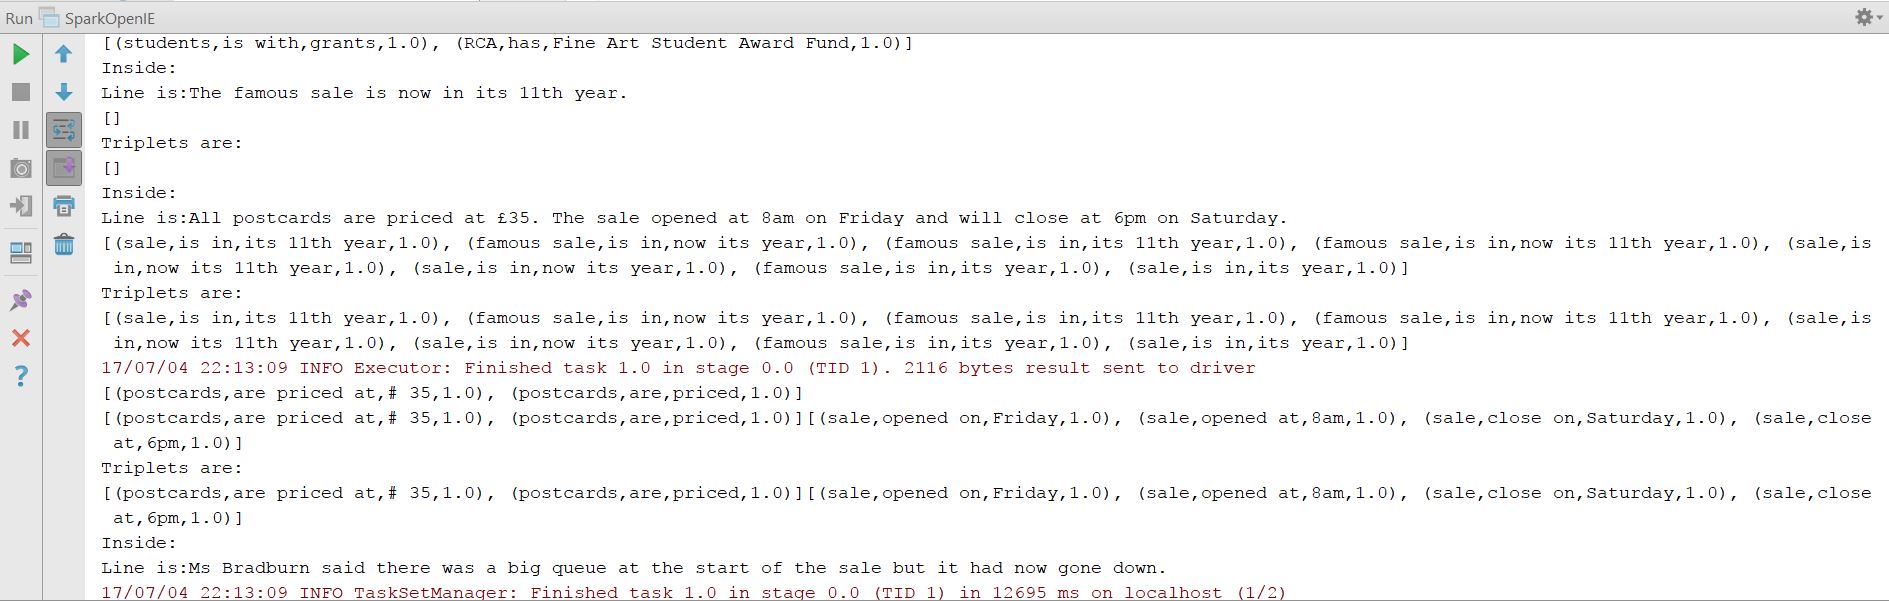 Run SparkOpenIE
[(students,is with,grants,1.0), (RCA,has,Fine Art Student Award Fund,1.0)]
Inside:
Line is:The famous sale is now in its 11th year.
[]
Triplets are:
[]
Inside:
Line is:All postcards are priced at £35. The sale opened at 8am on Friday and will close at 6pm on Saturday.
[(sale,is in,its 11th year,1.0), (famous sale,is in,now its year,1.0), (famous sale,is in,its 11th year,1.0), (famous sale,is in,now its 11th year,1.0), (sale,is
in,now its 11th year,1.0), (sale,is in,now its year,1.0), (famous sale,is in,its year,1.0), (sale,is in,its year,1.0)]
Triplets are:
[(sale,is in,its 11th year,1.0), (famous sale,is in,now its year,1.0), (famous sale,is in,its 11th year,1.0), (famous sale,is in,now its 11th year,1.0), (sale,is
in,now its 11th year,1.0), (sale,is in,now its year,1.0), (famous sale,is in,its year,1.0), (sale,is in,its year,1.0)]
17/07/04 22:13:09 INFO Executor: Finished task 1.0 in stage 0.0 (TID 1). 2116 bytes result sent to driver
[(postcards,are priced at,# 35,1.0), (postcards,are,priced,1.0)]
[(postcards,are priced at,# 35,1.0), (postcards,are,priced,1.0)][(sale,opened on,Friday,1.0), (sale,opened at,8am,1.0), (sale,close on,Saturday,1.0), (sale,close
at,6pm,1.0)]
Triplets are:
[(postcards,are priced at,# 35,1.0), (postcards,are,priced,1.0)][(sale,opened on,Friday,1.0), (sale,opened at,8am,1.0), (sale,close on,Saturday,1.0), (sale,close
at,6pm,1.0)]
Inside:
Line is:Ms Bradburn said there was a big queue at the start of the sale but it had now gone down.
17/07/04 22:13:09 INFO TaskSetManager: Finished task 1.0 in stage 0.0 (TID 1) in 12695 ms on localhost (1/2)